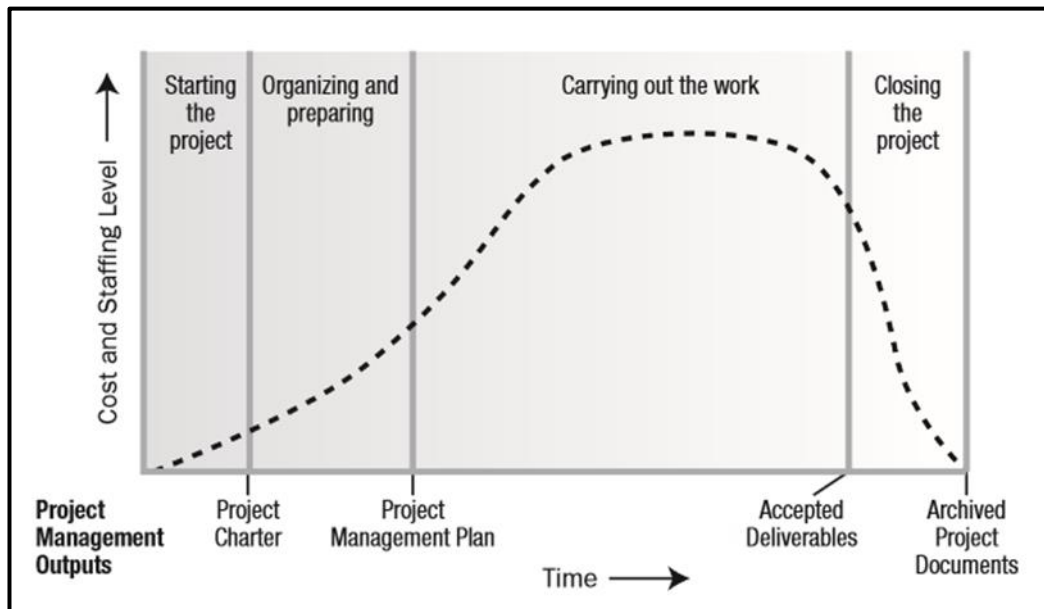 Starting
the
project
Organizing and
preparing
Carrying out the work
Closing
the
project
Cost and Staffing Level
Project
Management
Outputs
Project
Charter
Project
Management Plan
Accepted
Deliverables
Archived
Project
Documents
Time